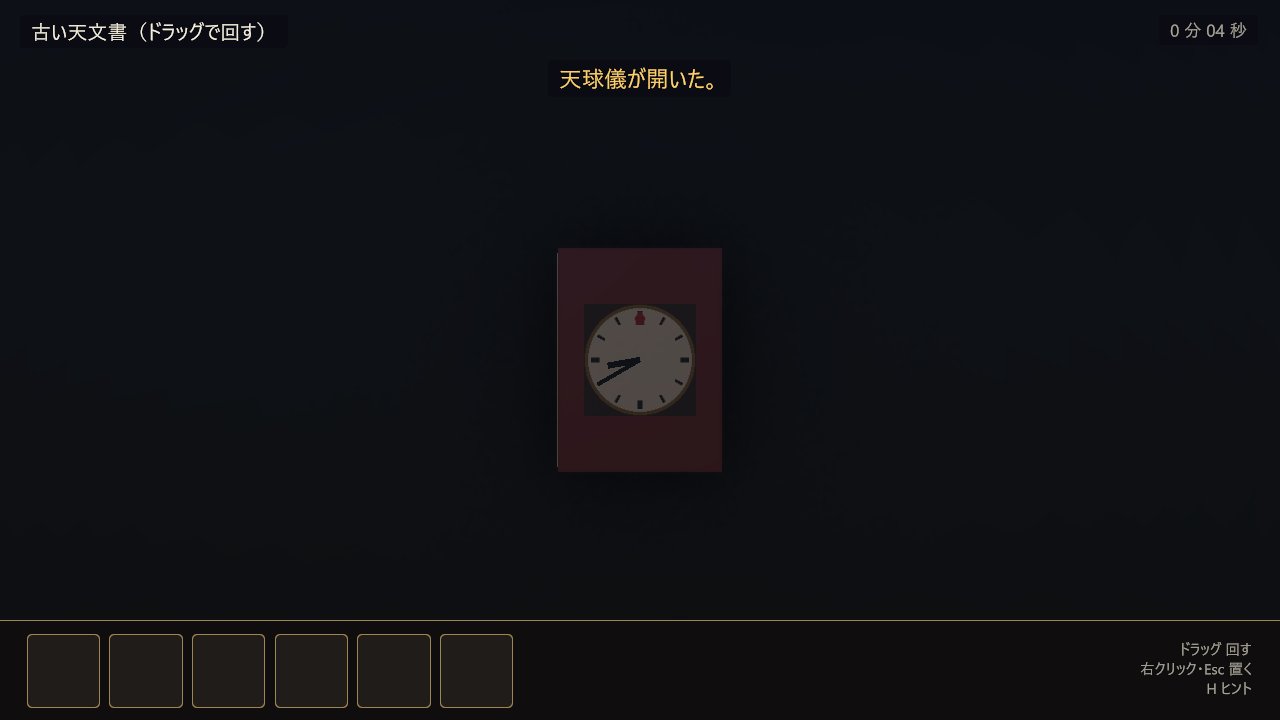 古い天文書（ドラッグで回す）
0 分 04 秒
天球儀が開いた。
ドラッグ 回す
右クリック・Esc 置く
H ヒント